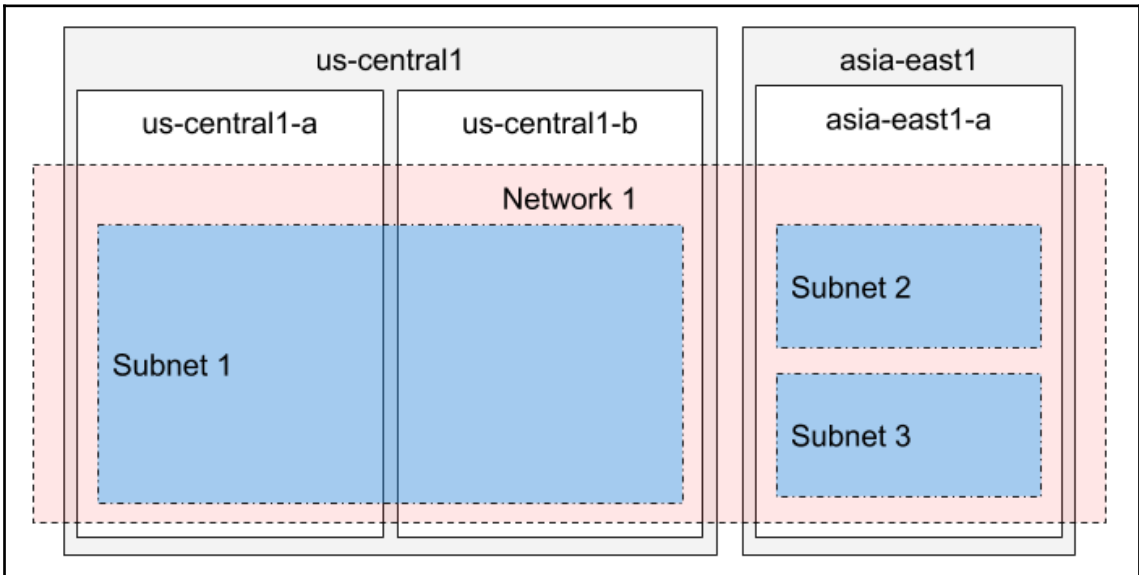 us-central1
asia-east1
us-central1-a
us-central1-b
asia-east1-a
Network 1
Subnet 1
Subnet 2
Subnet 3